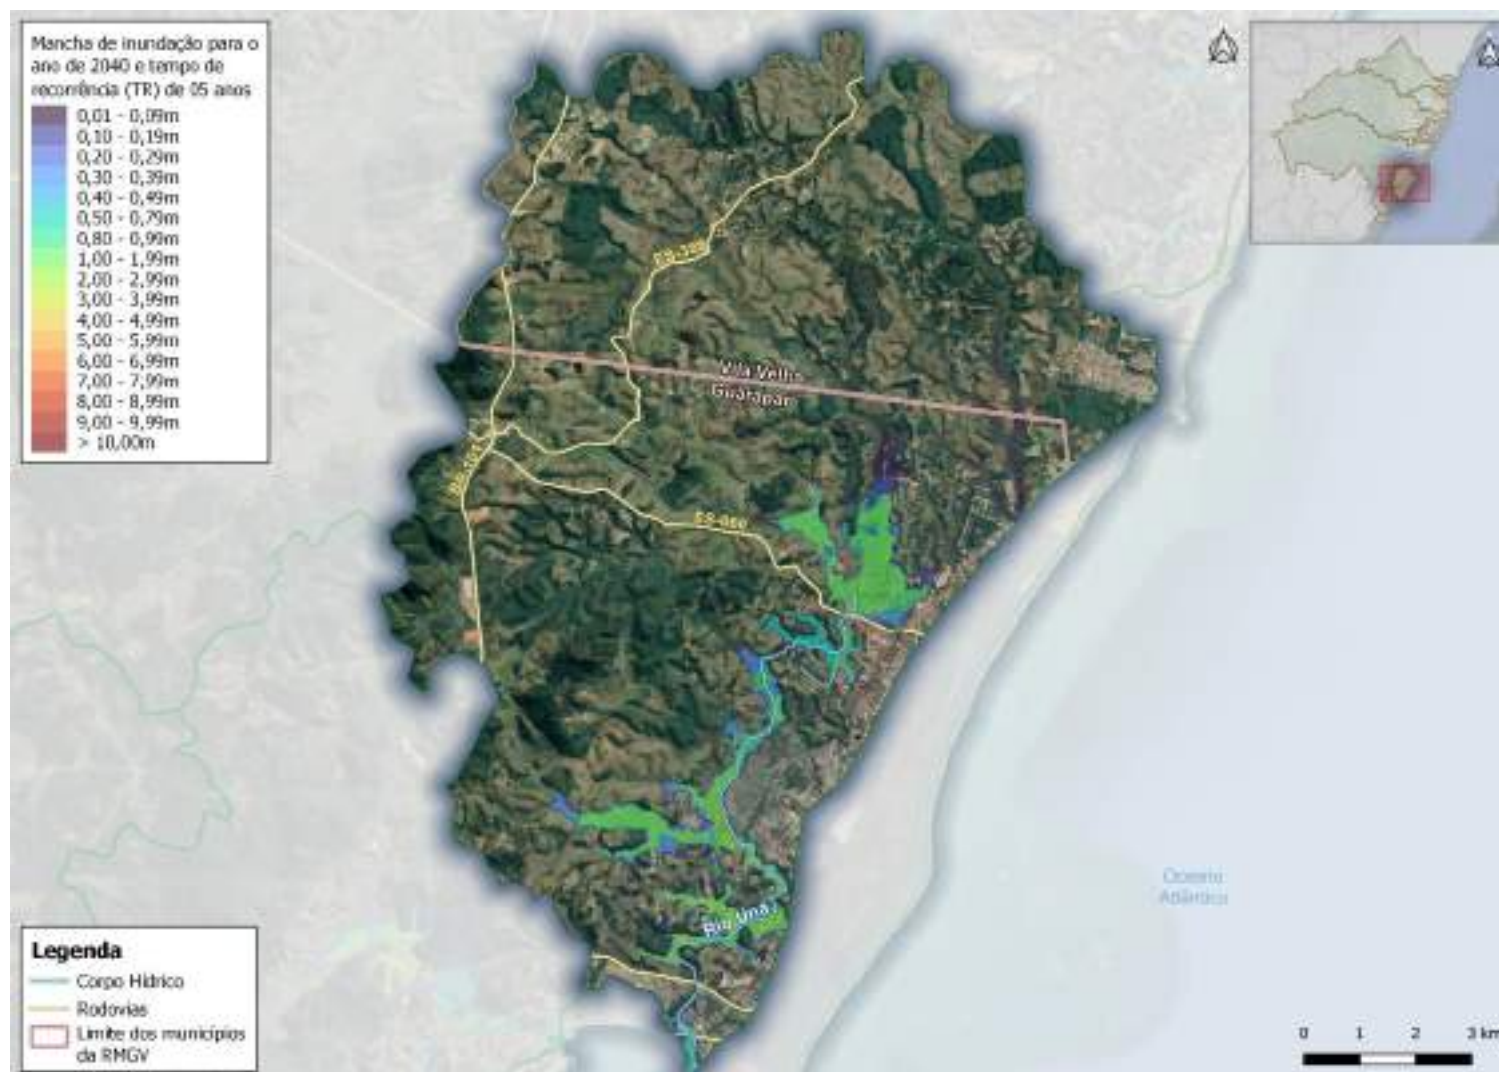 Mancha de inundação para o
ano de 2040 e tempo de
recorrência (TR) de 05 anos
0,01 - 0,09m
0,10 - 0,19m
0,20 - 0,29m
0,30 - 0,39m
0,40 - 0,49m
0,50 - 0,79m
0,80 - 0,99m
1,00 - 1,99m
2,00 - 2,99m
3,00 - 3,99m
4,00 - 4,99m
5,00 - 5,99m
6,00 - 6,99m
7,00 - 7,99m
8,00 - 8,99m
9,00 - 9,99m
> 10,00m
Vila Velha
Guarapari
ES-060
Rio Una
Oceano
Atlântico
Legenda
Corpo Hídrico
Rodovias
Limite dos municípios
da RMGV
0 1 2 3 km